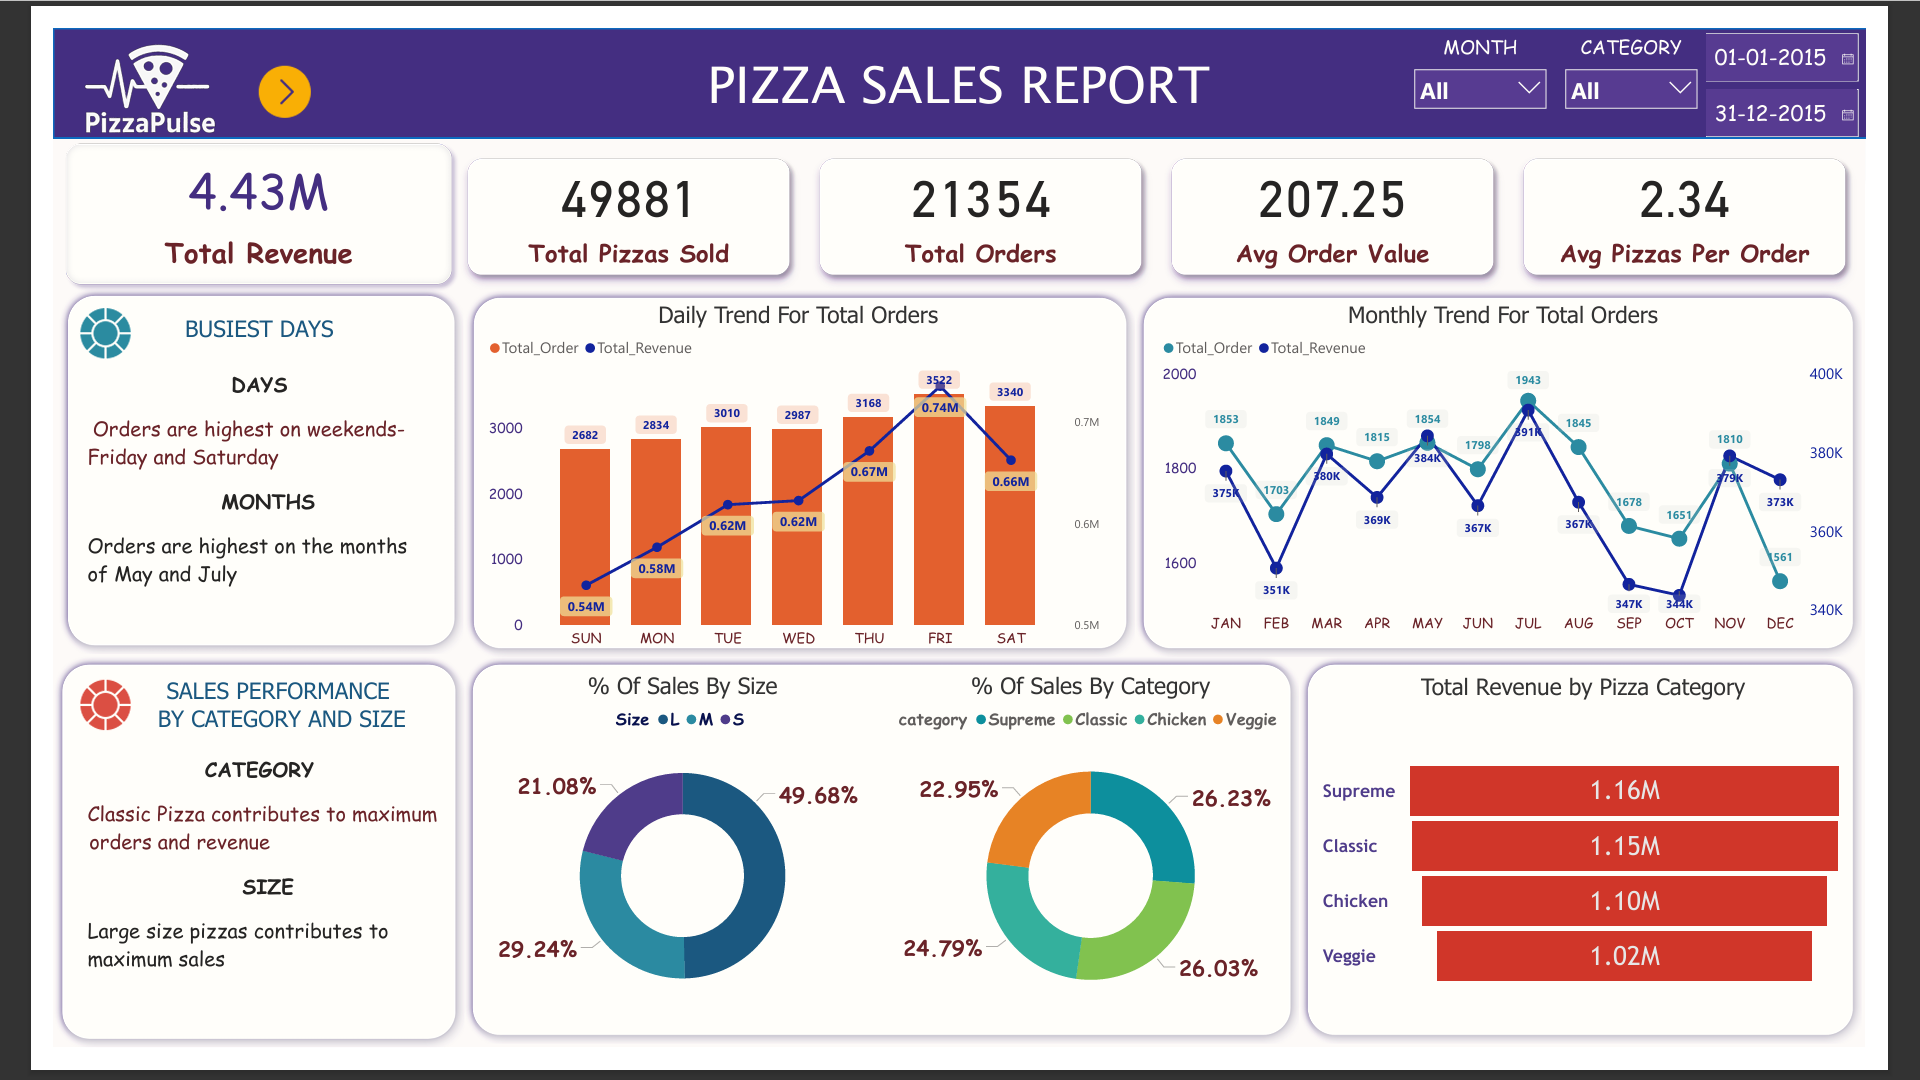 PizzaPulse
PIZZA SALES REPORT
MONTH
All
CATEGORY
All
01-01-2015
31-12-2015
4.43M
Total Revenue
49881
Total Pizzas Sold
21354
Total Orders
207.25
Avg Order Value
2.34
Avg Pizzas Per Order
BUSIEST DAYS
DAYS
Orders are highest on weekends-
Friday and Saturday
MONTHS
Orders are highest on the months
of May and July
Daily Trend For Total Orders
Total_Order Total_Revenue
3000
2000
1000
0
2682
2834
3010
2987
3168
3522
3340
0.54M
0.58M
0.62M
0.62M
0.67M
0.74M
0.66M
0.7M
0.6M
0.5M
SUN MON TUE WED THU FRI SAT
Monthly Trend For Total Orders
Total_Order Total_Revenue
2000
1800
1600
1853
1703
1849
1815
1854
1798
1943
1845
1678
1651
1810
1561
375K
351K
380K
369K
384K
367K
391K
367K
347K
344K
379K
373K
400K
380K
360K
340K
JAN FEB MAR APR MAY JUN JUL AUG SEP OCT NOV DEC
SALES PERFORMANCE
BY CATEGORY AND SIZE
CATEGORY
Classic Pizza contributes to maximum
orders and revenue
SIZE
Large size pizzas contributes to
maximum sales
% Of Sales By Size
Size L M S
21.08%
49.68%
29.24%
% Of Sales By Category
category Supreme Classic Chicken Veggie
22.95%
26.23%
24.79%
26.03%
Total Revenue by Pizza Category
Supreme 1.16M
Classic 1.15M
Chicken 1.10M
Veggie 1.02M